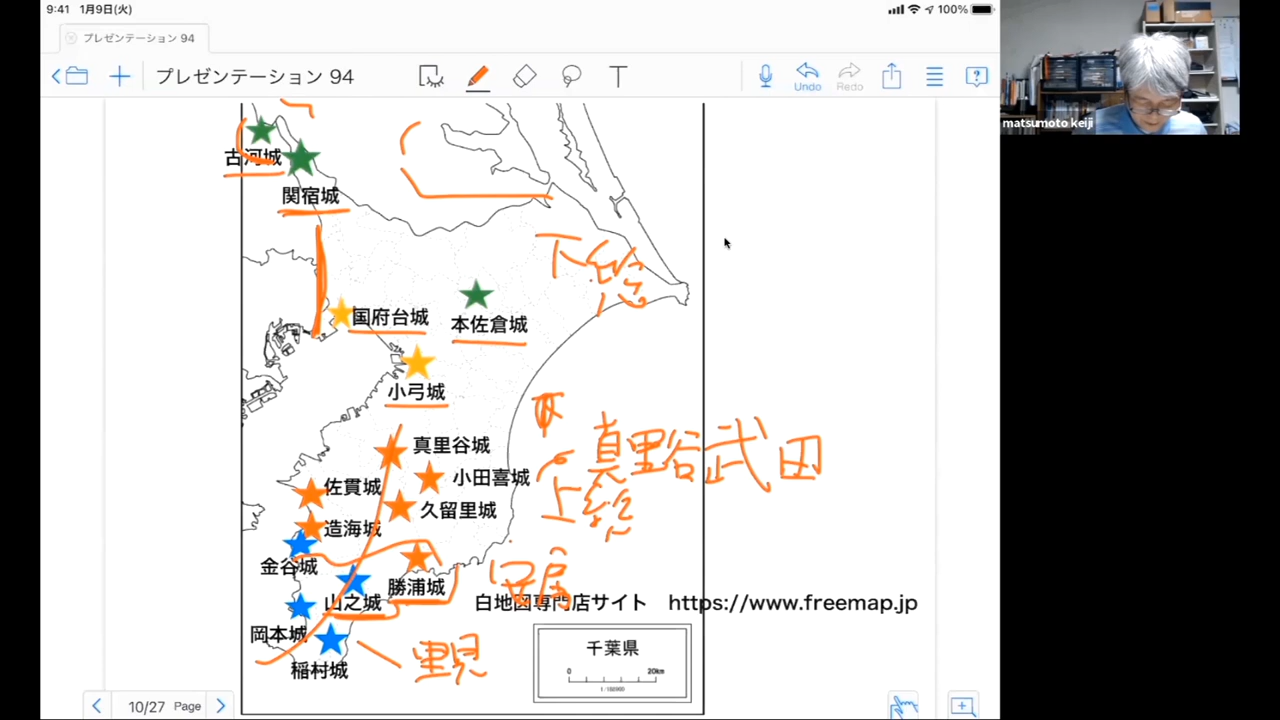 9:41 1月9日(火)
100%
プレゼンテーション 94
プレゼンテーション 94
Undo
Redo
matsumoto keiji
古河城
関宿城
下総
国府台城
本佐倉城
小弓城
真里谷城
真里谷武田
小田喜城
佐貫城
久留里城
上総
造海城
金谷城
勝浦城
安房
山之城
白地図専門店サイト https://www.freemap.jp
岡本城
里見
千葉県
稲村城
0 20km
10/27 Page